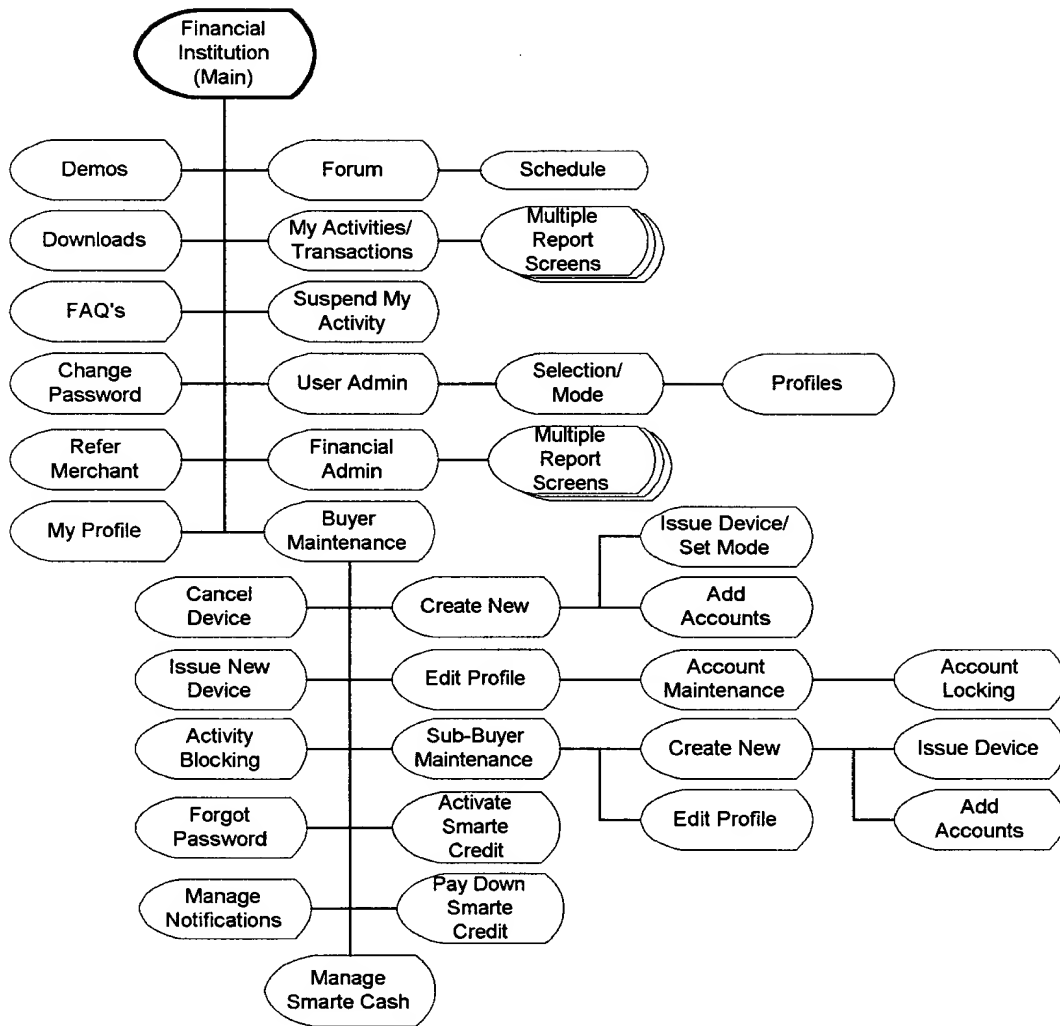 Financial
Institution
(Main)
Demos
Forum
Schedule
Downloads
My Activities/
Transactions
Multiple
Report
Screens
FAQ's
Suspend My
Activity
Change
Password
User Admin
Selection/
Mode
Profiles
Refer
Merchant
Financial
Admin
Multiple
Report
Screens
My Profile
Buyer
Maintenance
Issue Device/
Set Mode
Cancel
Device
Create New
Add
Accounts
Issue New
Device
Edit Profile
Account
Maintenance
Account
Locking
Activity
Blocking
Sub-Buyer
Maintenance
Create New
Issue Device
Forgot
Password
Activate
Smarte
Credit
Edit Profile
Add
Accounts
Manage
Notifications
Pay Down
Smarte
Credit
Manage
Smarte Cash